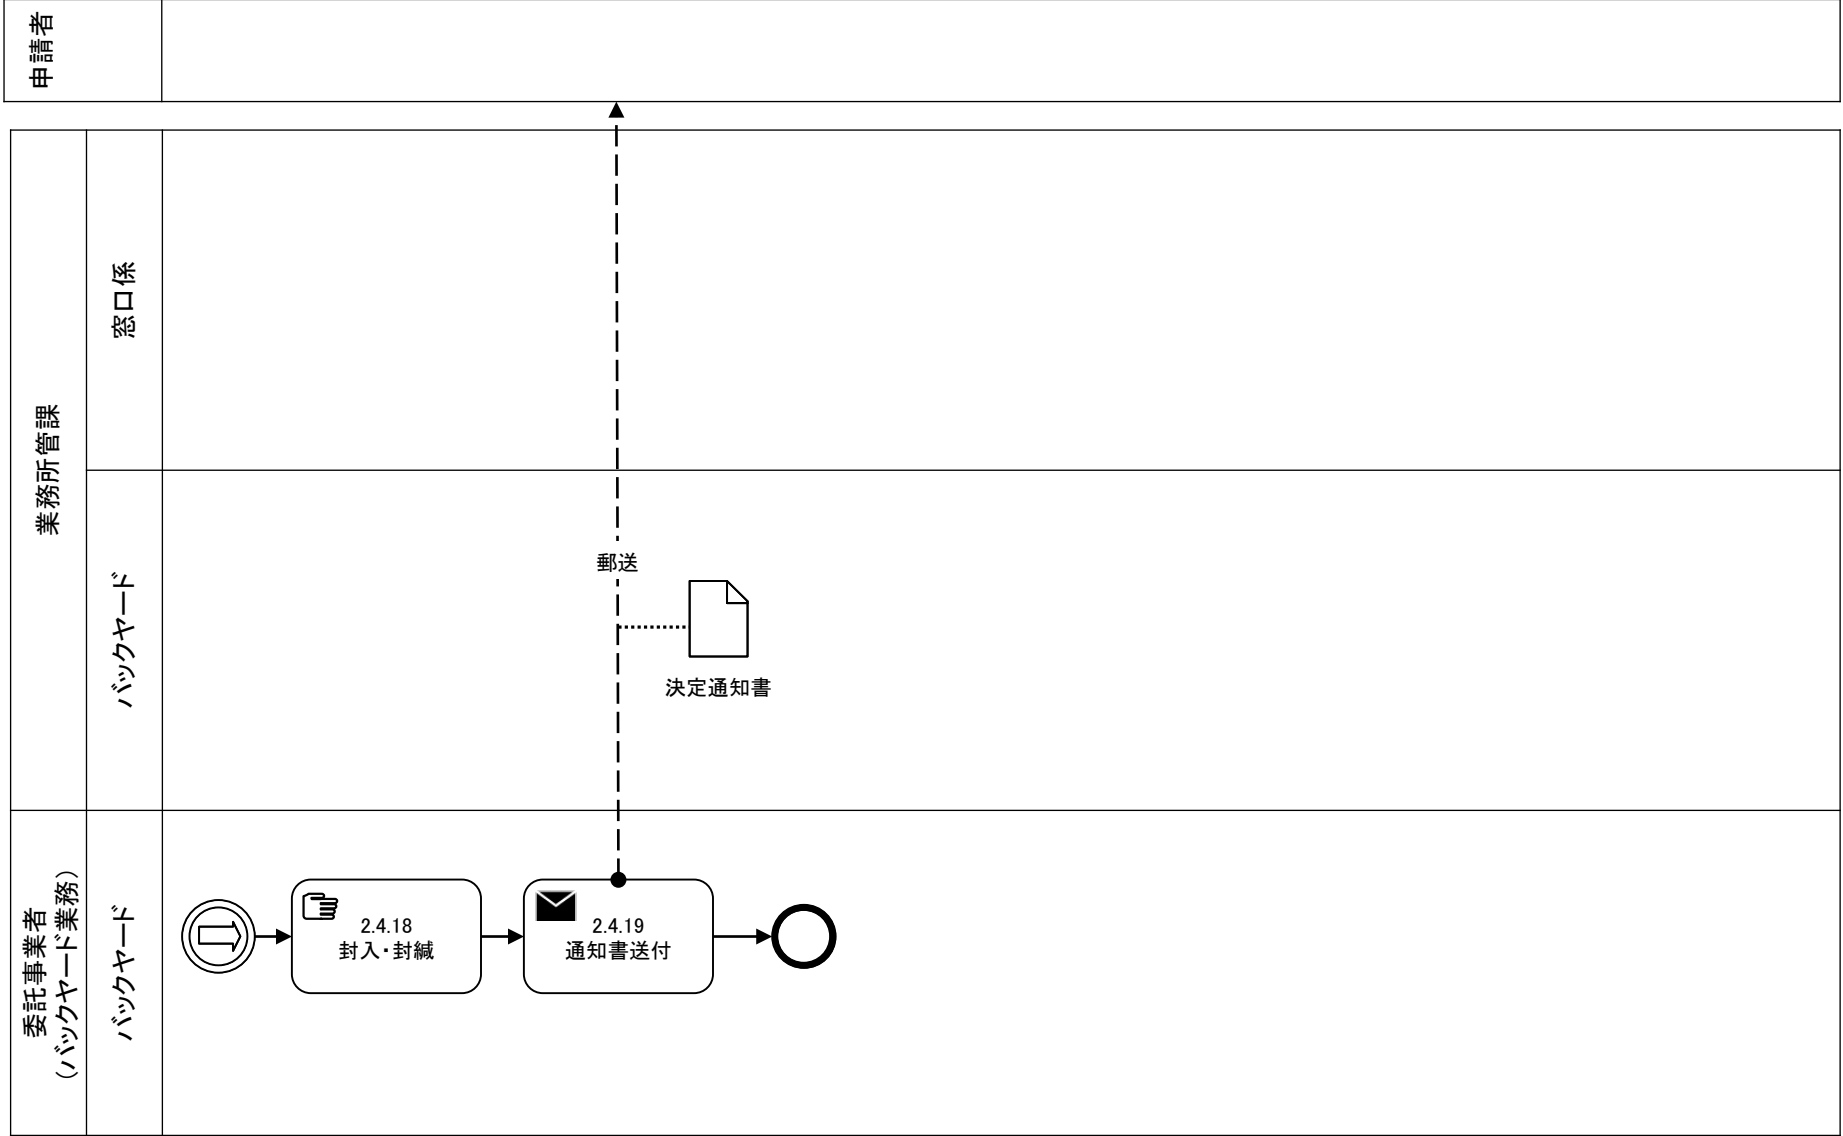 申請者
業務所管課
窓口係
バックヤード
郵送
決定通知書
委託事業者
（バックヤード業務）
バックヤード
2.4.18
封入・封緘
2.4.19
通知書送付